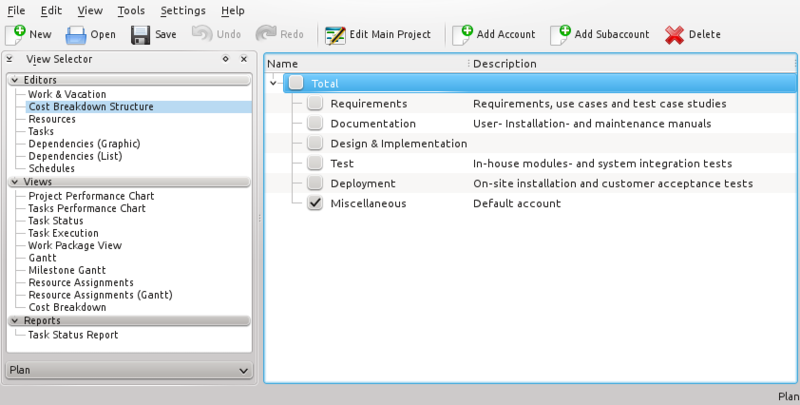 File Edit View Tools Settings Help
New Open Save Undo Redo Edit Main Project Add Account Add Subaccount Delete
View Selector
Editors
Work & Vacation
Cost Breakdown Structure
Resources
Tasks
Dependencies (Graphic)
Dependencies (List)
Schedules
Views
Project Performance Chart
Tasks Performance Chart
Task Status
Task Execution
Work Package View
Gantt
Milestone Gantt
Resource Assignments
Resource Assignments (Gantt)
Cost Breakdown
Reports
Task Status Report
Plan
Name Description
Total
Requirements Requirements, use cases and test case studies
Documentation User- Installation- and maintenance manuals
Design & Implementation
Test In-house modules- and system integration tests
Deployment On-site installation and customer acceptance tests
Miscellaneous Default account
Plan